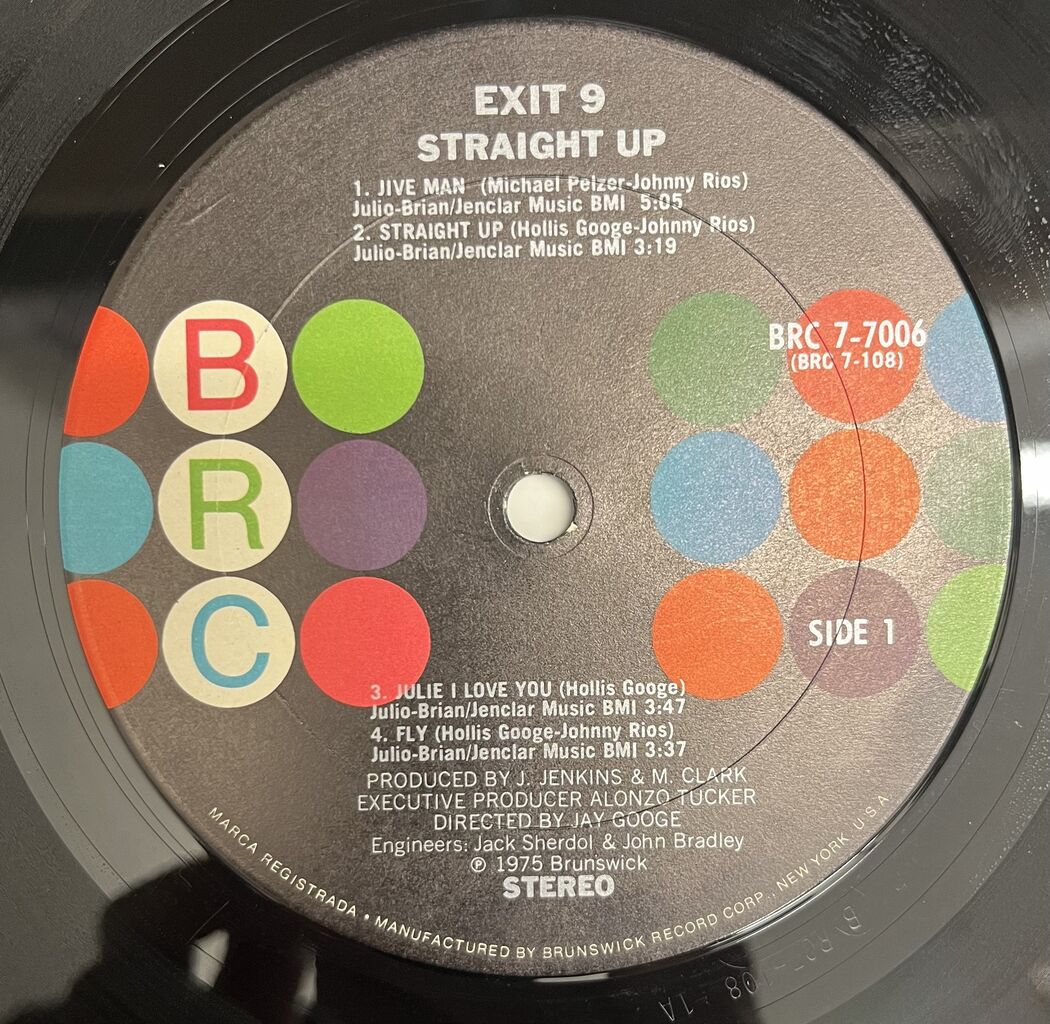 EXIT 9
STRAIGHT UP
1. JIVE MAN (Michael Pelzer-Johnny Rios)
Julio-Brian/Jenclar Music BMI 5:05
2. STRAIGHT UP (Hollis Googe-Johnny Rios)
Julio-Brian/Jenclar Music BMI 3:19
B
R
C
BRC 7-7006
(BRC 7-108)
SIDE 1
3. JULIE I LOVE YOU (Hollis Googe)
Julio-Brian/Jenclar Music BMI 3:47
4. FLY (Hollis Googe-Johnny Rios)
Julio-Brian/Jenclar Music BMI 3:37
PRODUCED BY J. JENKINS & M. CLARK
EXECUTIVE PRODUCER ALONZO TUCKER
DIRECTED BY JAY GOOGE
Engineers: Jack Sherdol & John Bradley
℗ 1975 Brunswick
STEREO
MARCA REGISTRADA • MANUFACTURED BY BRUNSWICK RECORD CORP., NEW YORK, U.S.A